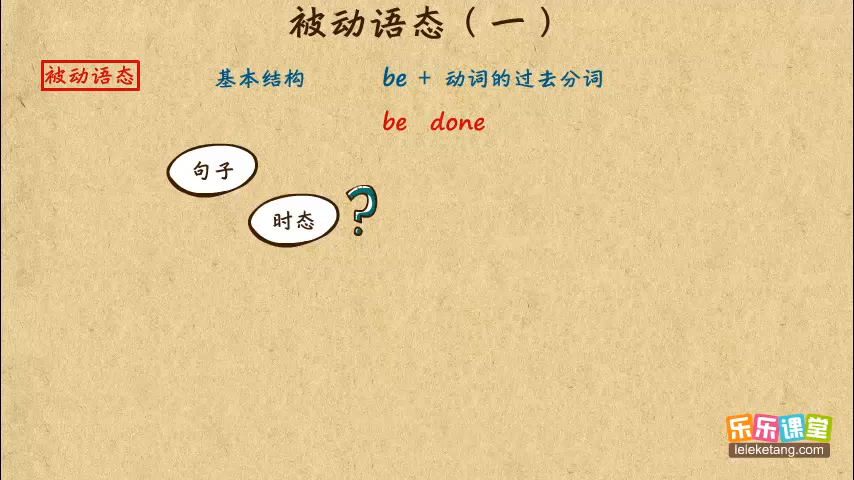 被动语态（一）
被动语态 基本结构 be + 动词的过去分词
be done
句子
时态 ?
乐乐课堂
leleketang.com